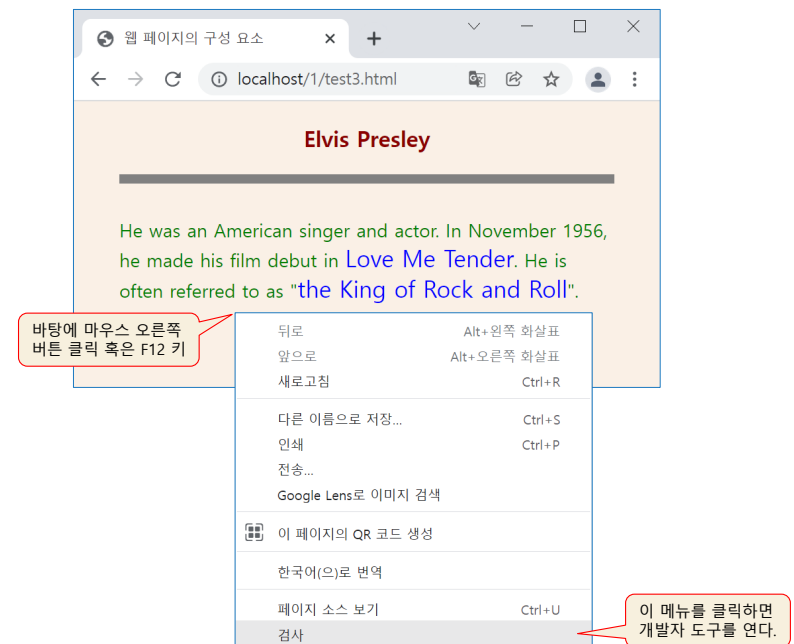 웹 페이지의 구성 요소
localhost/1/test3.html
Elvis Presley
He was an American singer and actor. In November 1956,
he made his film debut in Love Me Tender. He is
often referred to as "the King of Rock and Roll".
바탕에 마우스 오른쪽
버튼 클릭 혹은 F12 키
뒤로 Alt+왼쪽 화살표
앞으로 Alt+오른쪽 화살표
새로고침 Ctrl+R
다른 이름으로 저장... Ctrl+S
인쇄 Ctrl+P
전송...
Google Lens로 이미지 검색
이 페이지의 QR 코드 생성
한국어(으)로 번역
페이지 소스 보기 Ctrl+U
검사
이 메뉴를 클릭하면
개발자 도구를 연다.